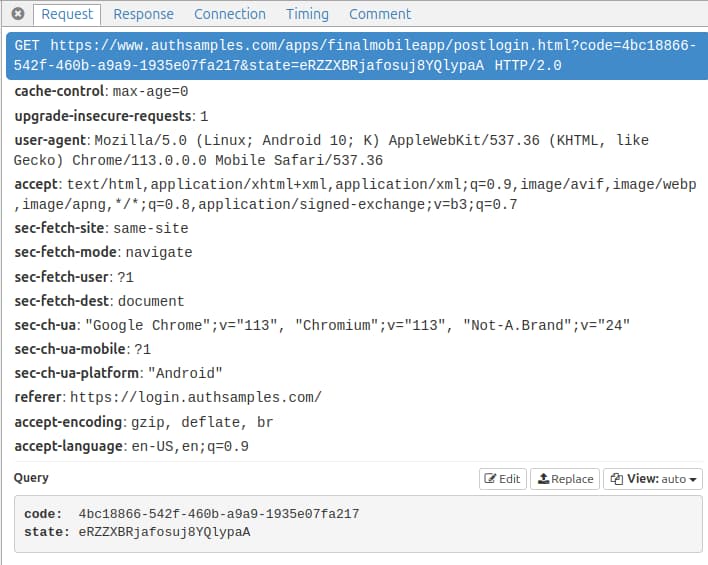 Request Response Connection Timing Comment
GET https://www.authsamples.com/apps/finalmobileapp/postlogin.html?code=4bc18866-
542f-460b-a9a9-1935e07fa217&state=eRZZXBRjafosuj8YQlypaA HTTP/2.0
cache-control: max-age=0
upgrade-insecure-requests: 1
user-agent: Mozilla/5.0 (Linux; Android 10; K) AppleWebKit/537.36 (KHTML, like
Gecko) Chrome/113.0.0.0 Mobile Safari/537.36
accept: text/html,application/xhtml+xml,application/xml;q=0.9,image/avif,image/webp
,image/apng,*/*;q=0.8,application/signed-exchange;v=b3;q=0.7
sec-fetch-site: same-site
sec-fetch-mode: navigate
sec-fetch-user: ?1
sec-fetch-dest: document
sec-ch-ua: "Google Chrome";v="113", "Chromium";v="113", "Not-A.Brand";v="24"
sec-ch-ua-mobile: ?1
sec-ch-ua-platform: "Android"
referer: https://login.authsamples.com/
accept-encoding: gzip, deflate, br
accept-language: en-US,en;q=0.9
Query Edit Replace View: auto
code: 4bc18866-542f-460b-a9a9-1935e07fa217
state: eRZZXBRjafosuj8YQlypaA